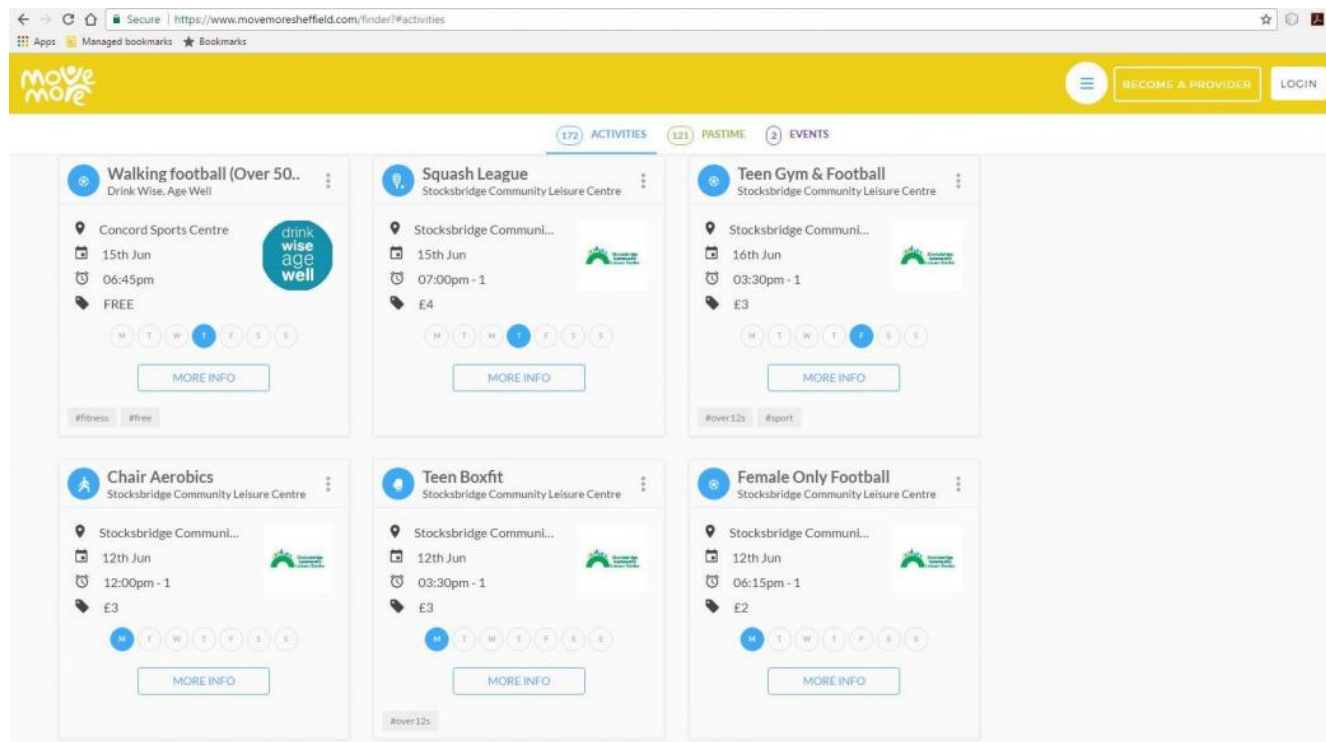 Secure | https://www.movemoresheffield.com/finder?#activities
Apps Managed bookmarks Bookmarks
move
more
BECOME A PROVIDER
LOGIN
172 ACTIVITIES 121 PASTIME 2 EVENTS
Walking football (Over 50..
Drink Wise, Age Well
Concord Sports Centre
15th Jun
06:45pm
FREE
drink
wise
age
well
M T W T F S S
MORE INFO
#fitness #free
Squash League
Stocksbridge Community Leisure Centre
Stocksbridge Communi...
15th Jun
07:00pm - 1
£4
M T W T F S S
MORE INFO
Teen Gym & Football
Stocksbridge Community Leisure Centre
Stocksbridge Communi...
16th Jun
03:30pm - 1
£3
M T W T F S S
MORE INFO
#over12s #sport
Chair Aerobics
Stocksbridge Community Leisure Centre
Stocksbridge Communi...
12th Jun
12:00pm - 1
£3
M T W T F S S
MORE INFO
Teen Boxfit
Stocksbridge Community Leisure Centre
Stocksbridge Communi...
12th Jun
03:30pm - 1
£3
M T W T F S S
MORE INFO
#over12s
Female Only Football
Stocksbridge Community Leisure Centre
Stocksbridge Communi...
12th Jun
06:15pm - 1
£2
M T W T F S S
MORE INFO